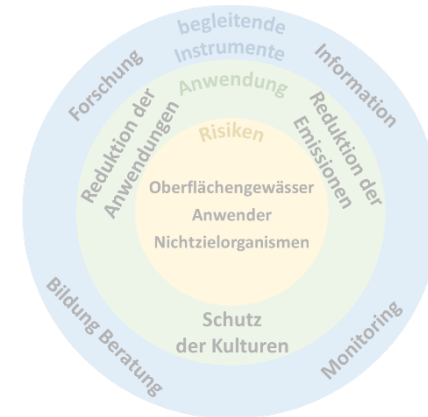 begleitende
Instrumente
Forschung
Information
Anwendung
Reduktion der
Anwendungen
Reduktion der
Emissionen
Risiken
Oberflächengewässer
Anwender
Nichtzielorganismen
Schutz
der Kulturen
Bildung Beratung
Monitoring